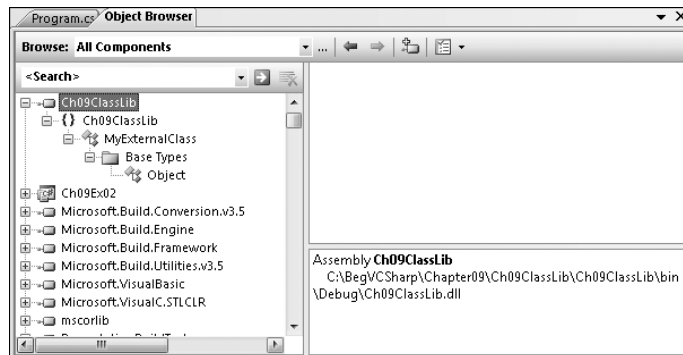 Program.cs Object Browser
Browse: All Components
...
<Search>
Ch09ClassLib
{} Ch09ClassLib
MyExternalClass
Base Types
Object
Ch09Ex02
Microsoft.Build.Conversion.v3.5
Microsoft.Build.Engine
Microsoft.Build.Framework
Microsoft.Build.Utilities.v3.5
Microsoft.VisualBasic
Microsoft.VisualC.STLCLR
mscorlib
Assembly Ch09ClassLib
C:\BegVCSharp\Chapter09\Ch09ClassLib\Ch09ClassLib\bin
\Debug\Ch09ClassLib.dll